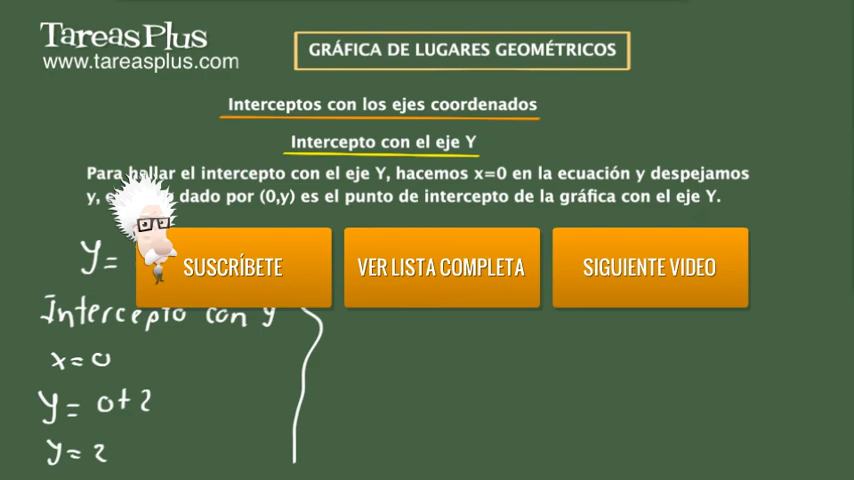 TareasPlus
www.tareasplus.com
GRÁFICA DE LUGARES GEOMÉTRICOS
Interceptos con los ejes coordenados
Intercepto con el eje Y
Para hallar el intercepto con el eje Y, hacemos x=0 en la ecuación y despejamos
y, dado por (0,y) es el punto de intercepto de la gráfica con el eje Y.
y=
SUSCRÍBETE
VER LISTA COMPLETA
SIGUIENTE VIDEO
Intercepto con y
x=0
y= 0+2
y= 2